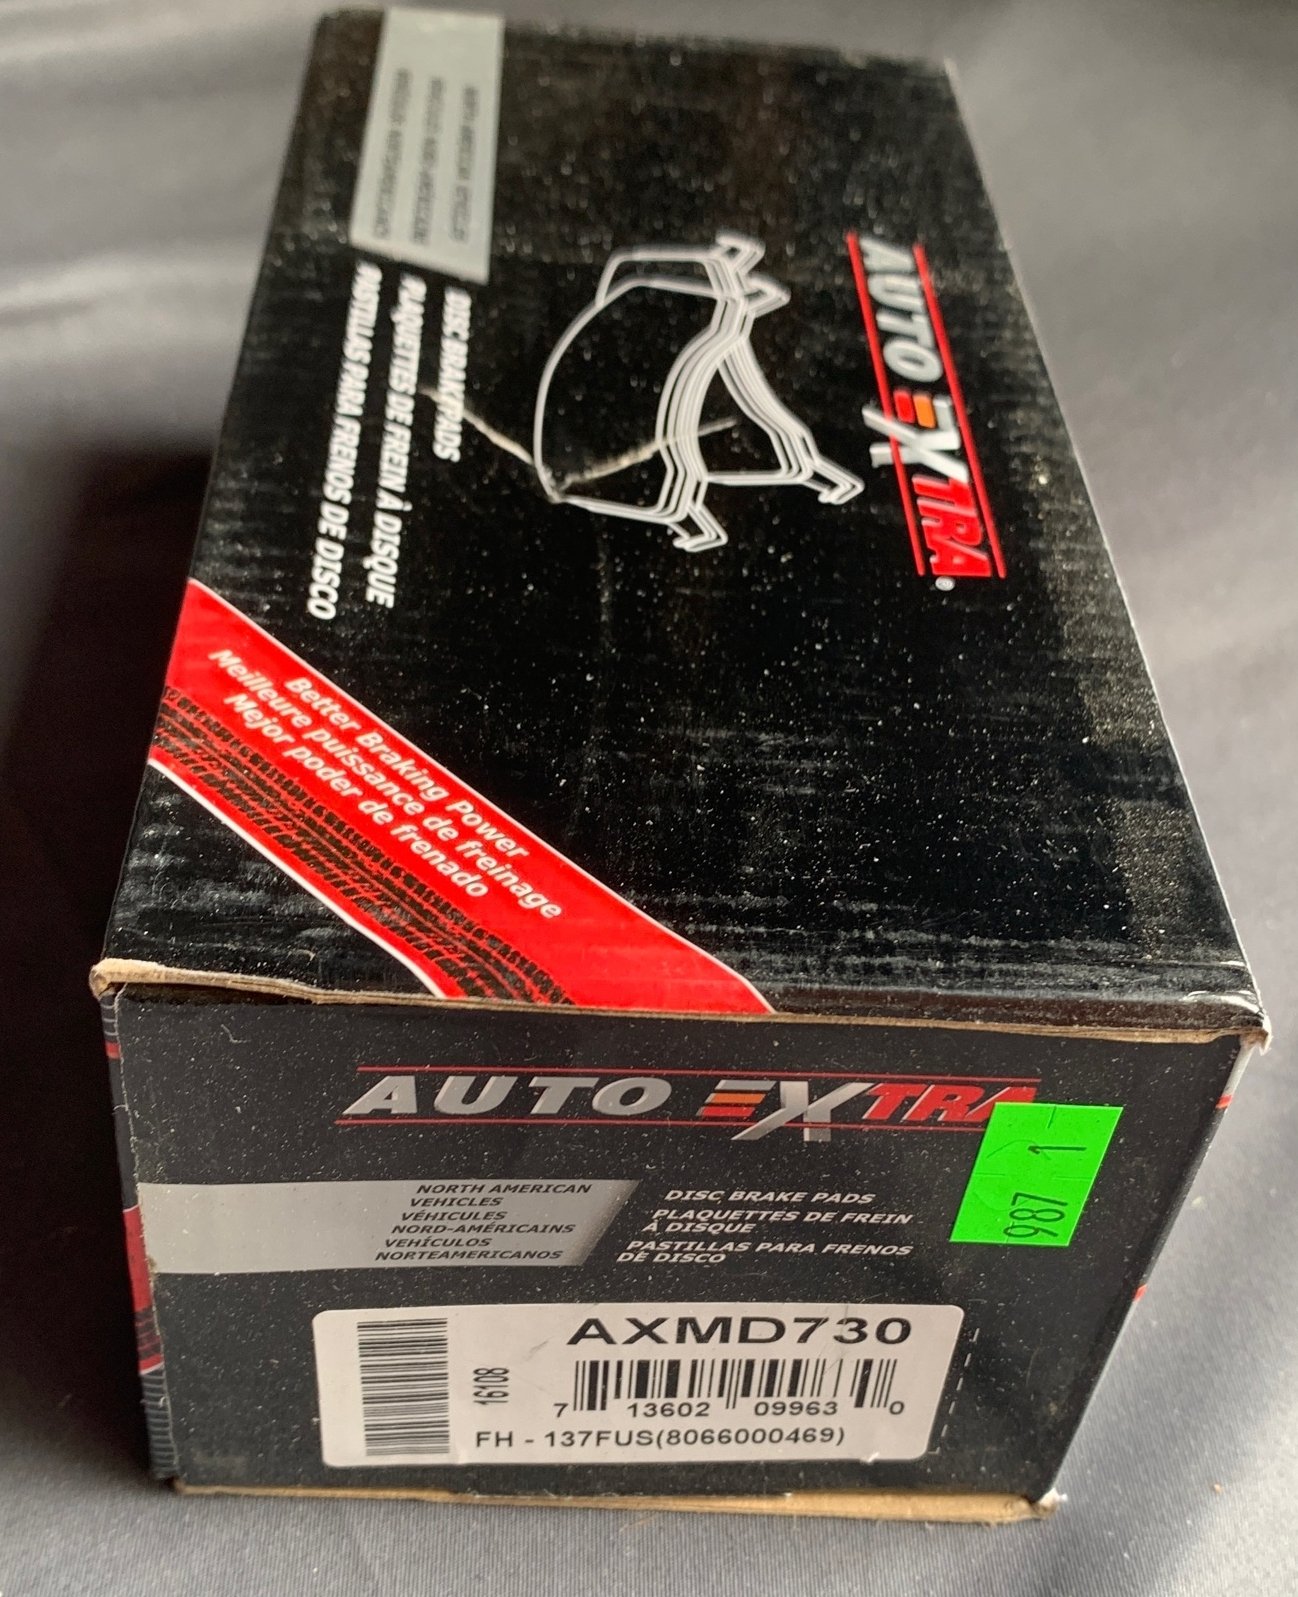 NORTH AMERICAN VEHICLES
VÉHICULES NORD-AMÉRICAINS
VEHÍCULOS NORTEAMERICANOS
DISC BRAKE PADS
PLAQUETTES DE FREIN À DISQUE
PASTILLAS PARA FRENOS DE DISCO
AUTO EXTRA®
Better Braking Power
Meilleure puissance de freinage
Mejor poder de frenado
AUTO EXTRA
987 1
NORTH AMERICAN
VEHICLES
VÉHICULES
NORD-AMÉRICAINS
VEHÍCULOS
NORTEAMERICANOS
DISC BRAKE PADS
PLAQUETTES DE FREIN
À DISQUE
PASTILLAS PARA FRENOS
DE DISCO
AXMD730
16108
7 13602 09963 0
FH - 137FUS(8066000469)